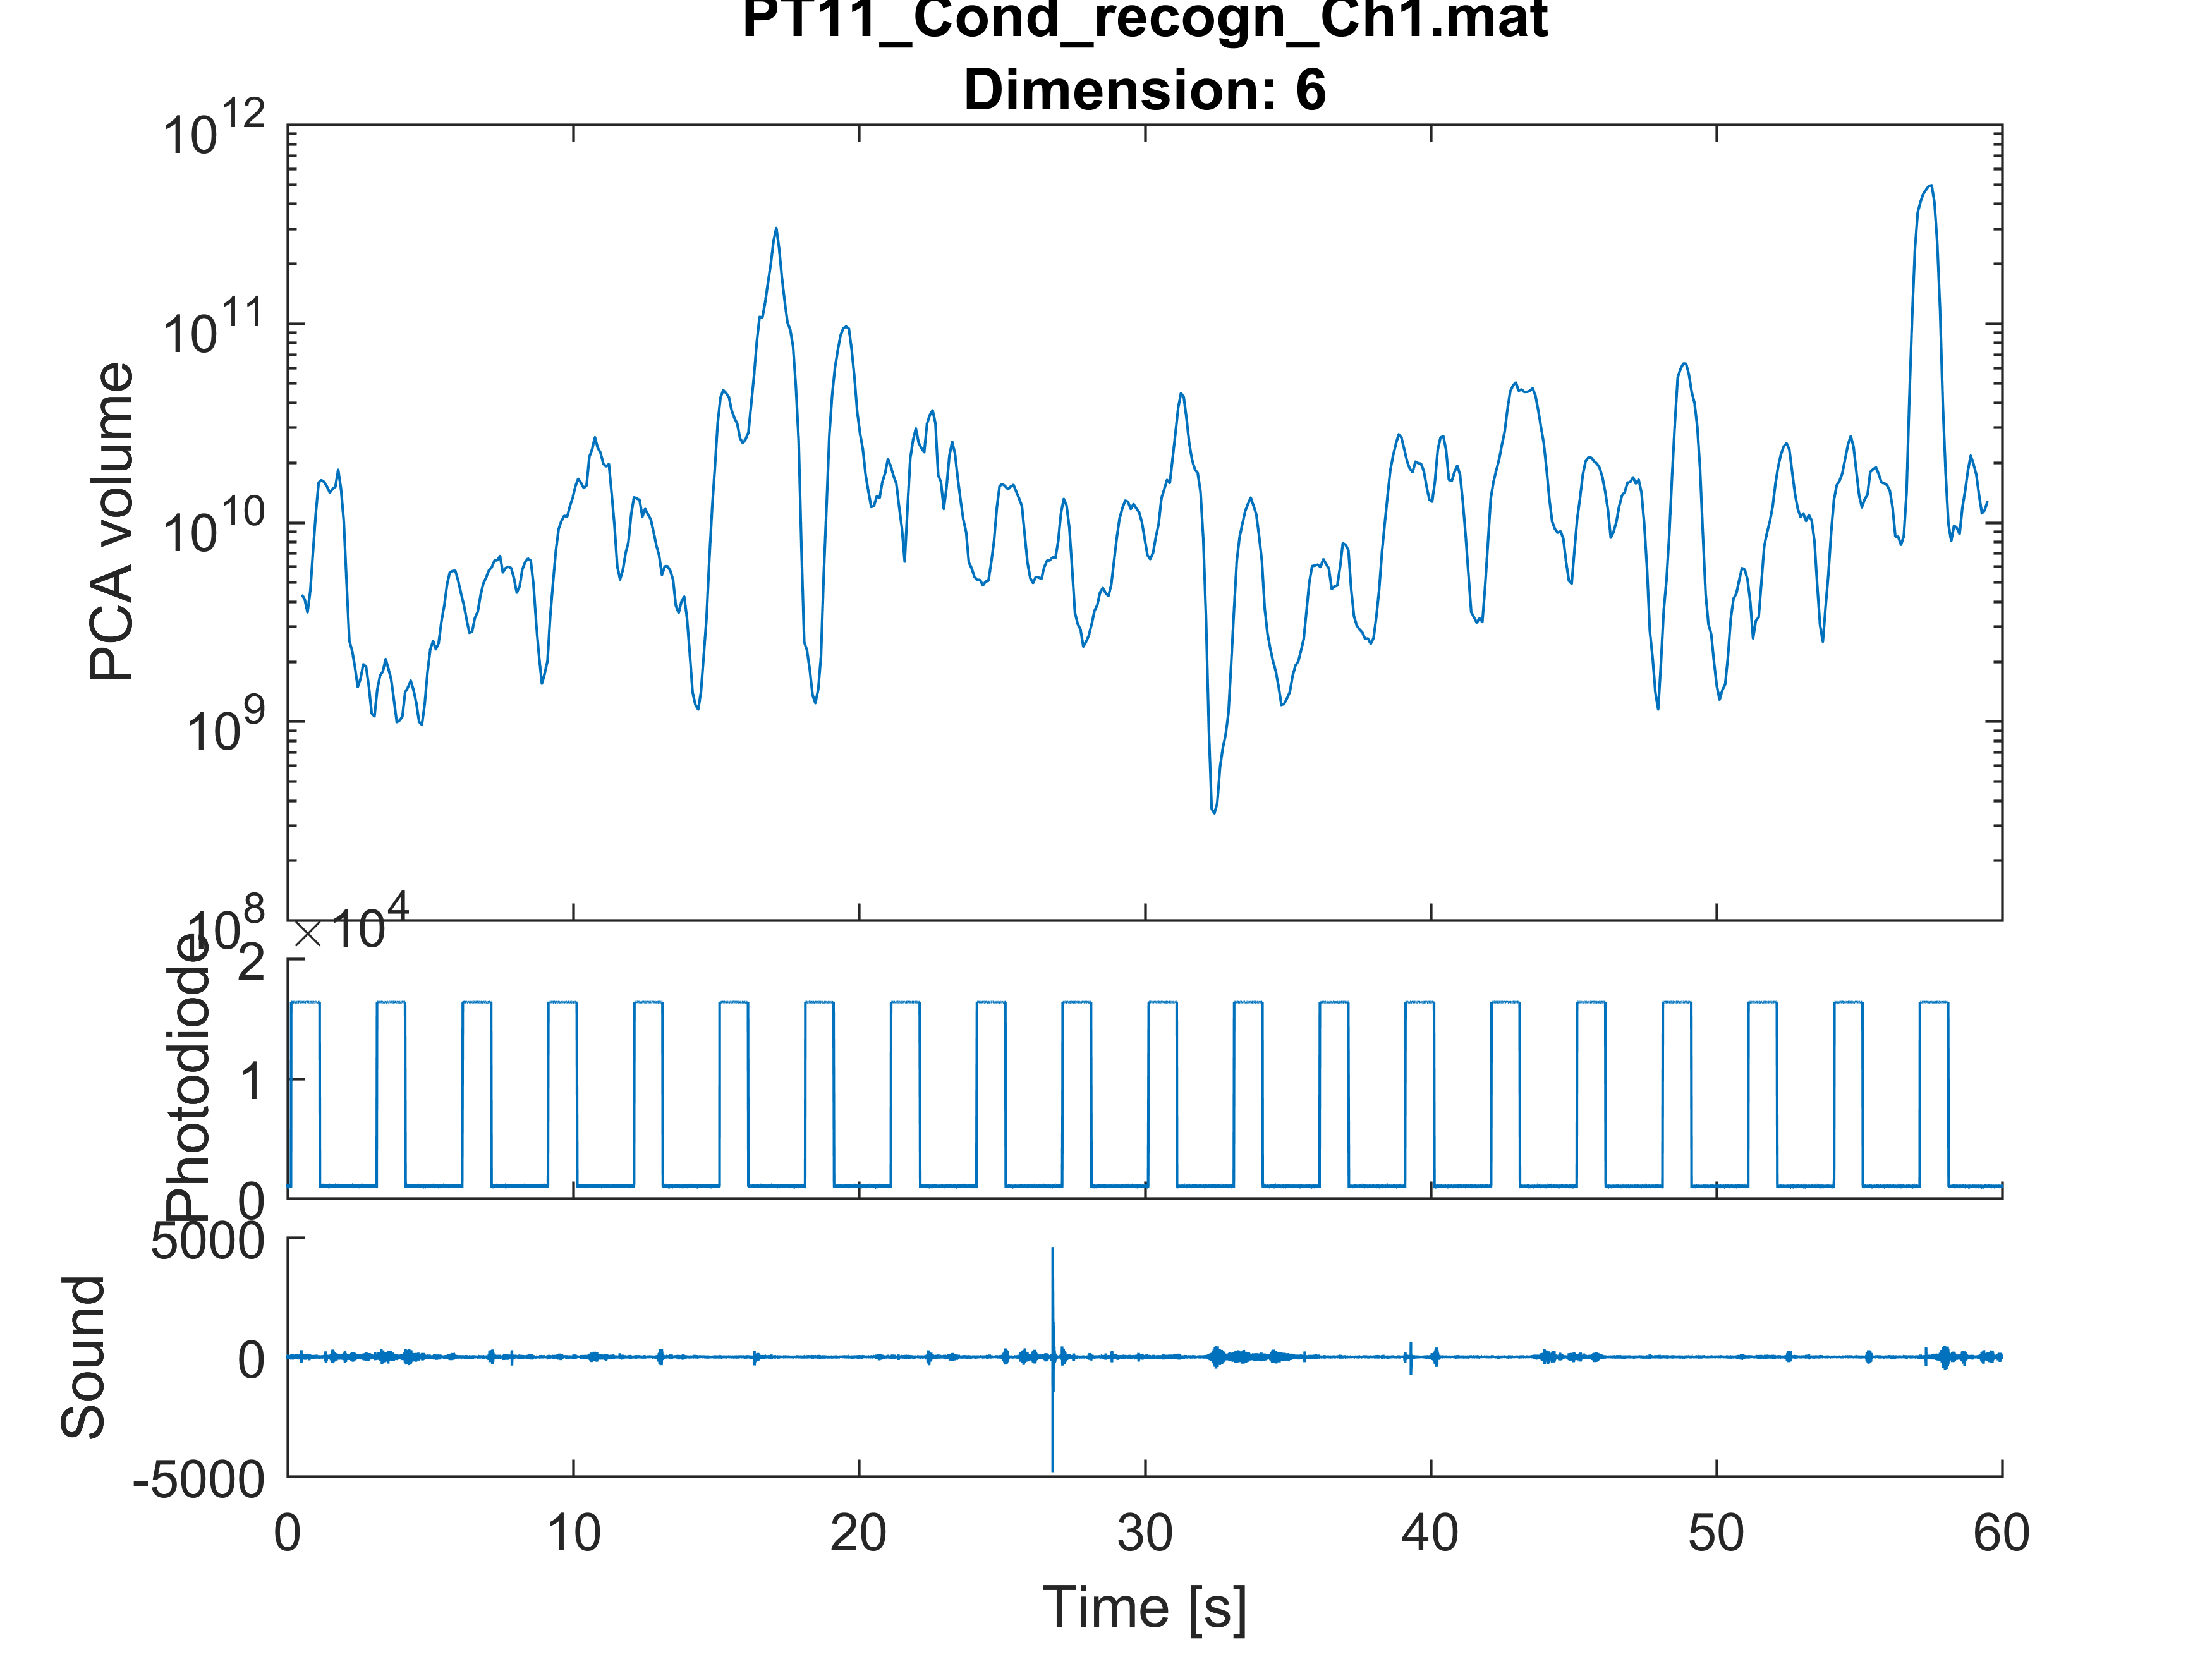 PT11_Cond_recogn_Ch1.mat
Dimension: 6
10^12
10^11
10^10
10^9
10^8
PCA volume
× 10^4
2
1
0
Photodiode
5000
0
-5000
Sound
0 10 20 30 40 50 60
Time [s]